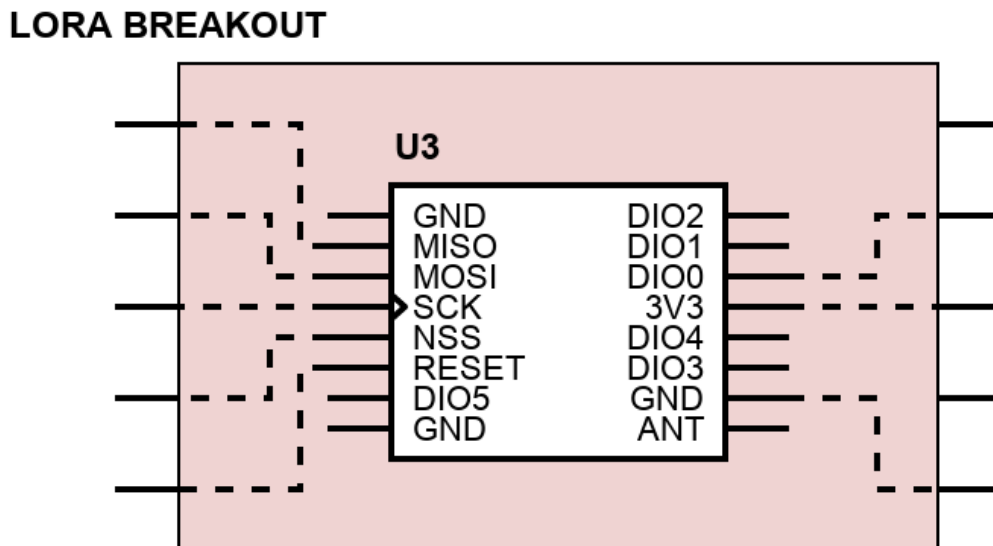 LORA BREAKOUT
U3
GND DIO2
MISO DIO1
MOSI DIO0
SCK 3V3
NSS DIO4
RESET DIO3
DIO5 GND
GND ANT